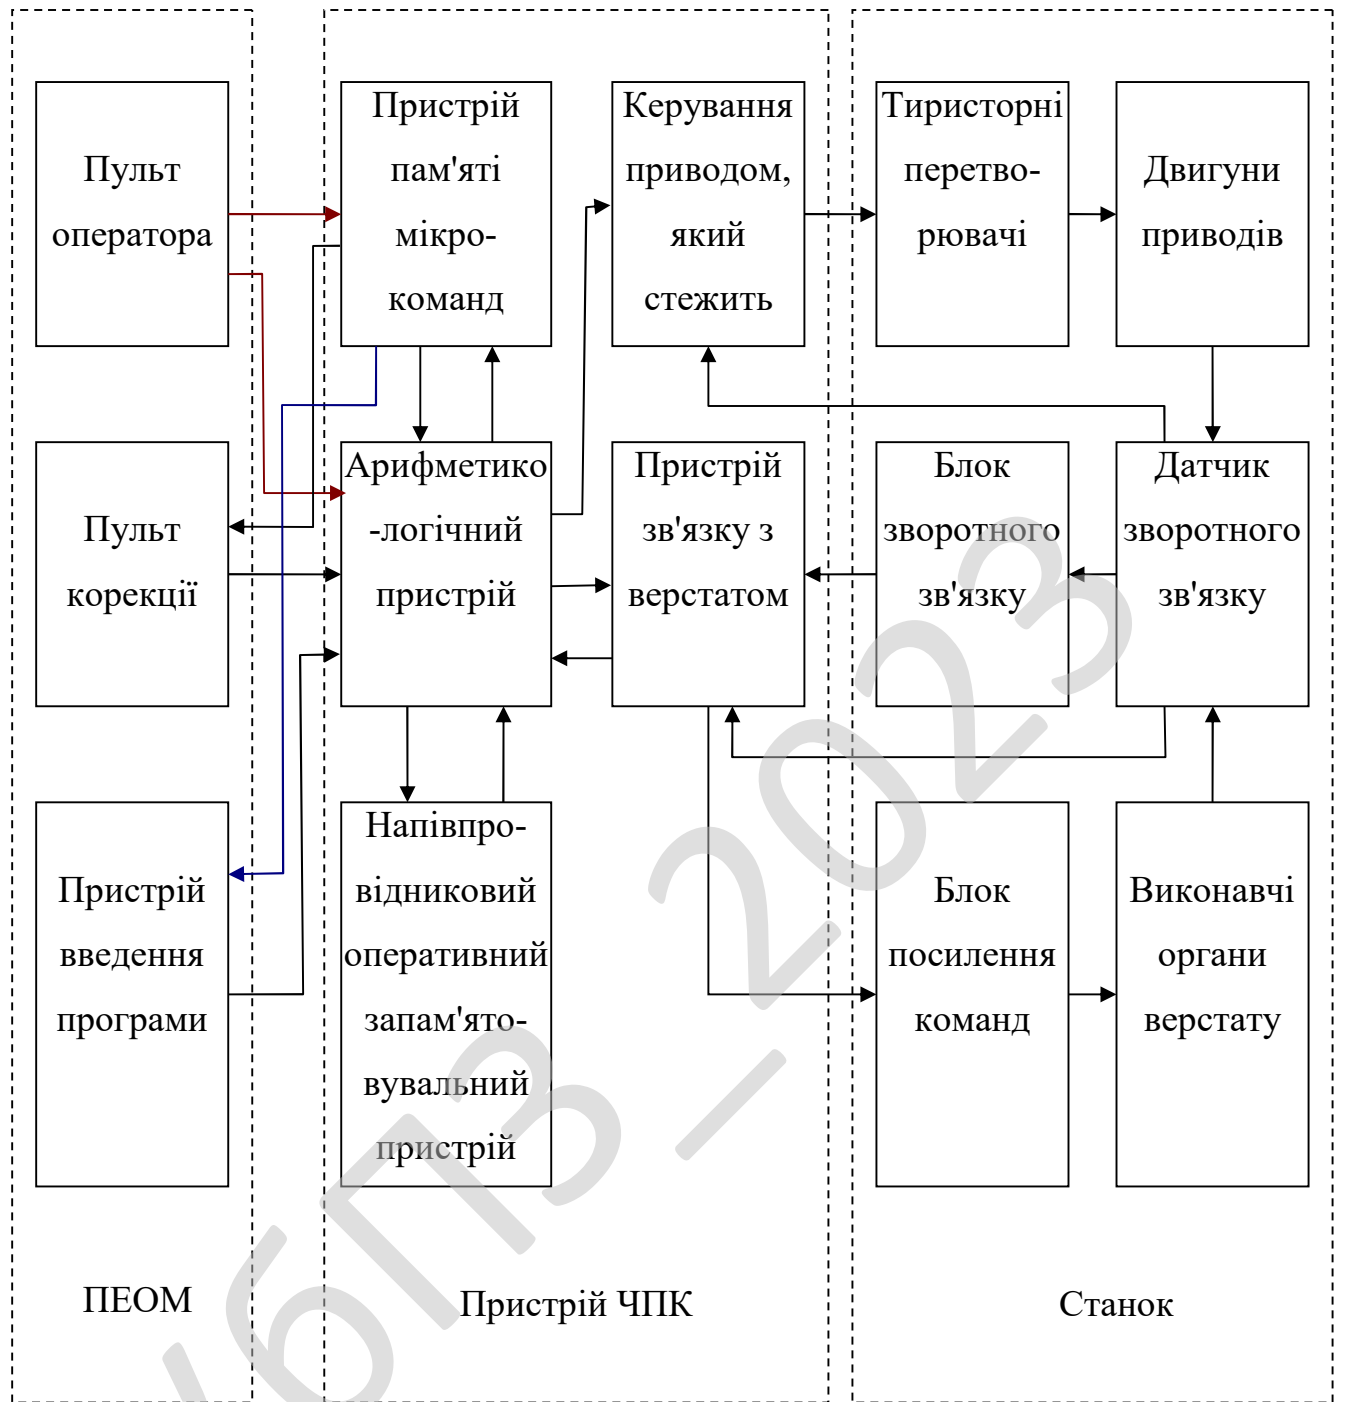 Пульт
оператора
Пристрій
пам'яті
мікро-
команд
Керування
приводом,
який
стежить
Тиристорні
перетво-
рювачі
Двигуни
приводів
Пульт
корекції
Арифметико
-логічний
пристрій
Пристрій
зв'язку з
верстатом
Блок
зворотного
зв'язку
Датчик
зворотного
зв'язку
Пристрій
введення
програми
Напівпро-
відниковий
оперативний
запам'ято-
вувальний
пристрій
Блок
посилення
команд
Виконавчі
органи
верстату
ПЕОМ
Пристрій ЧПК
Станок